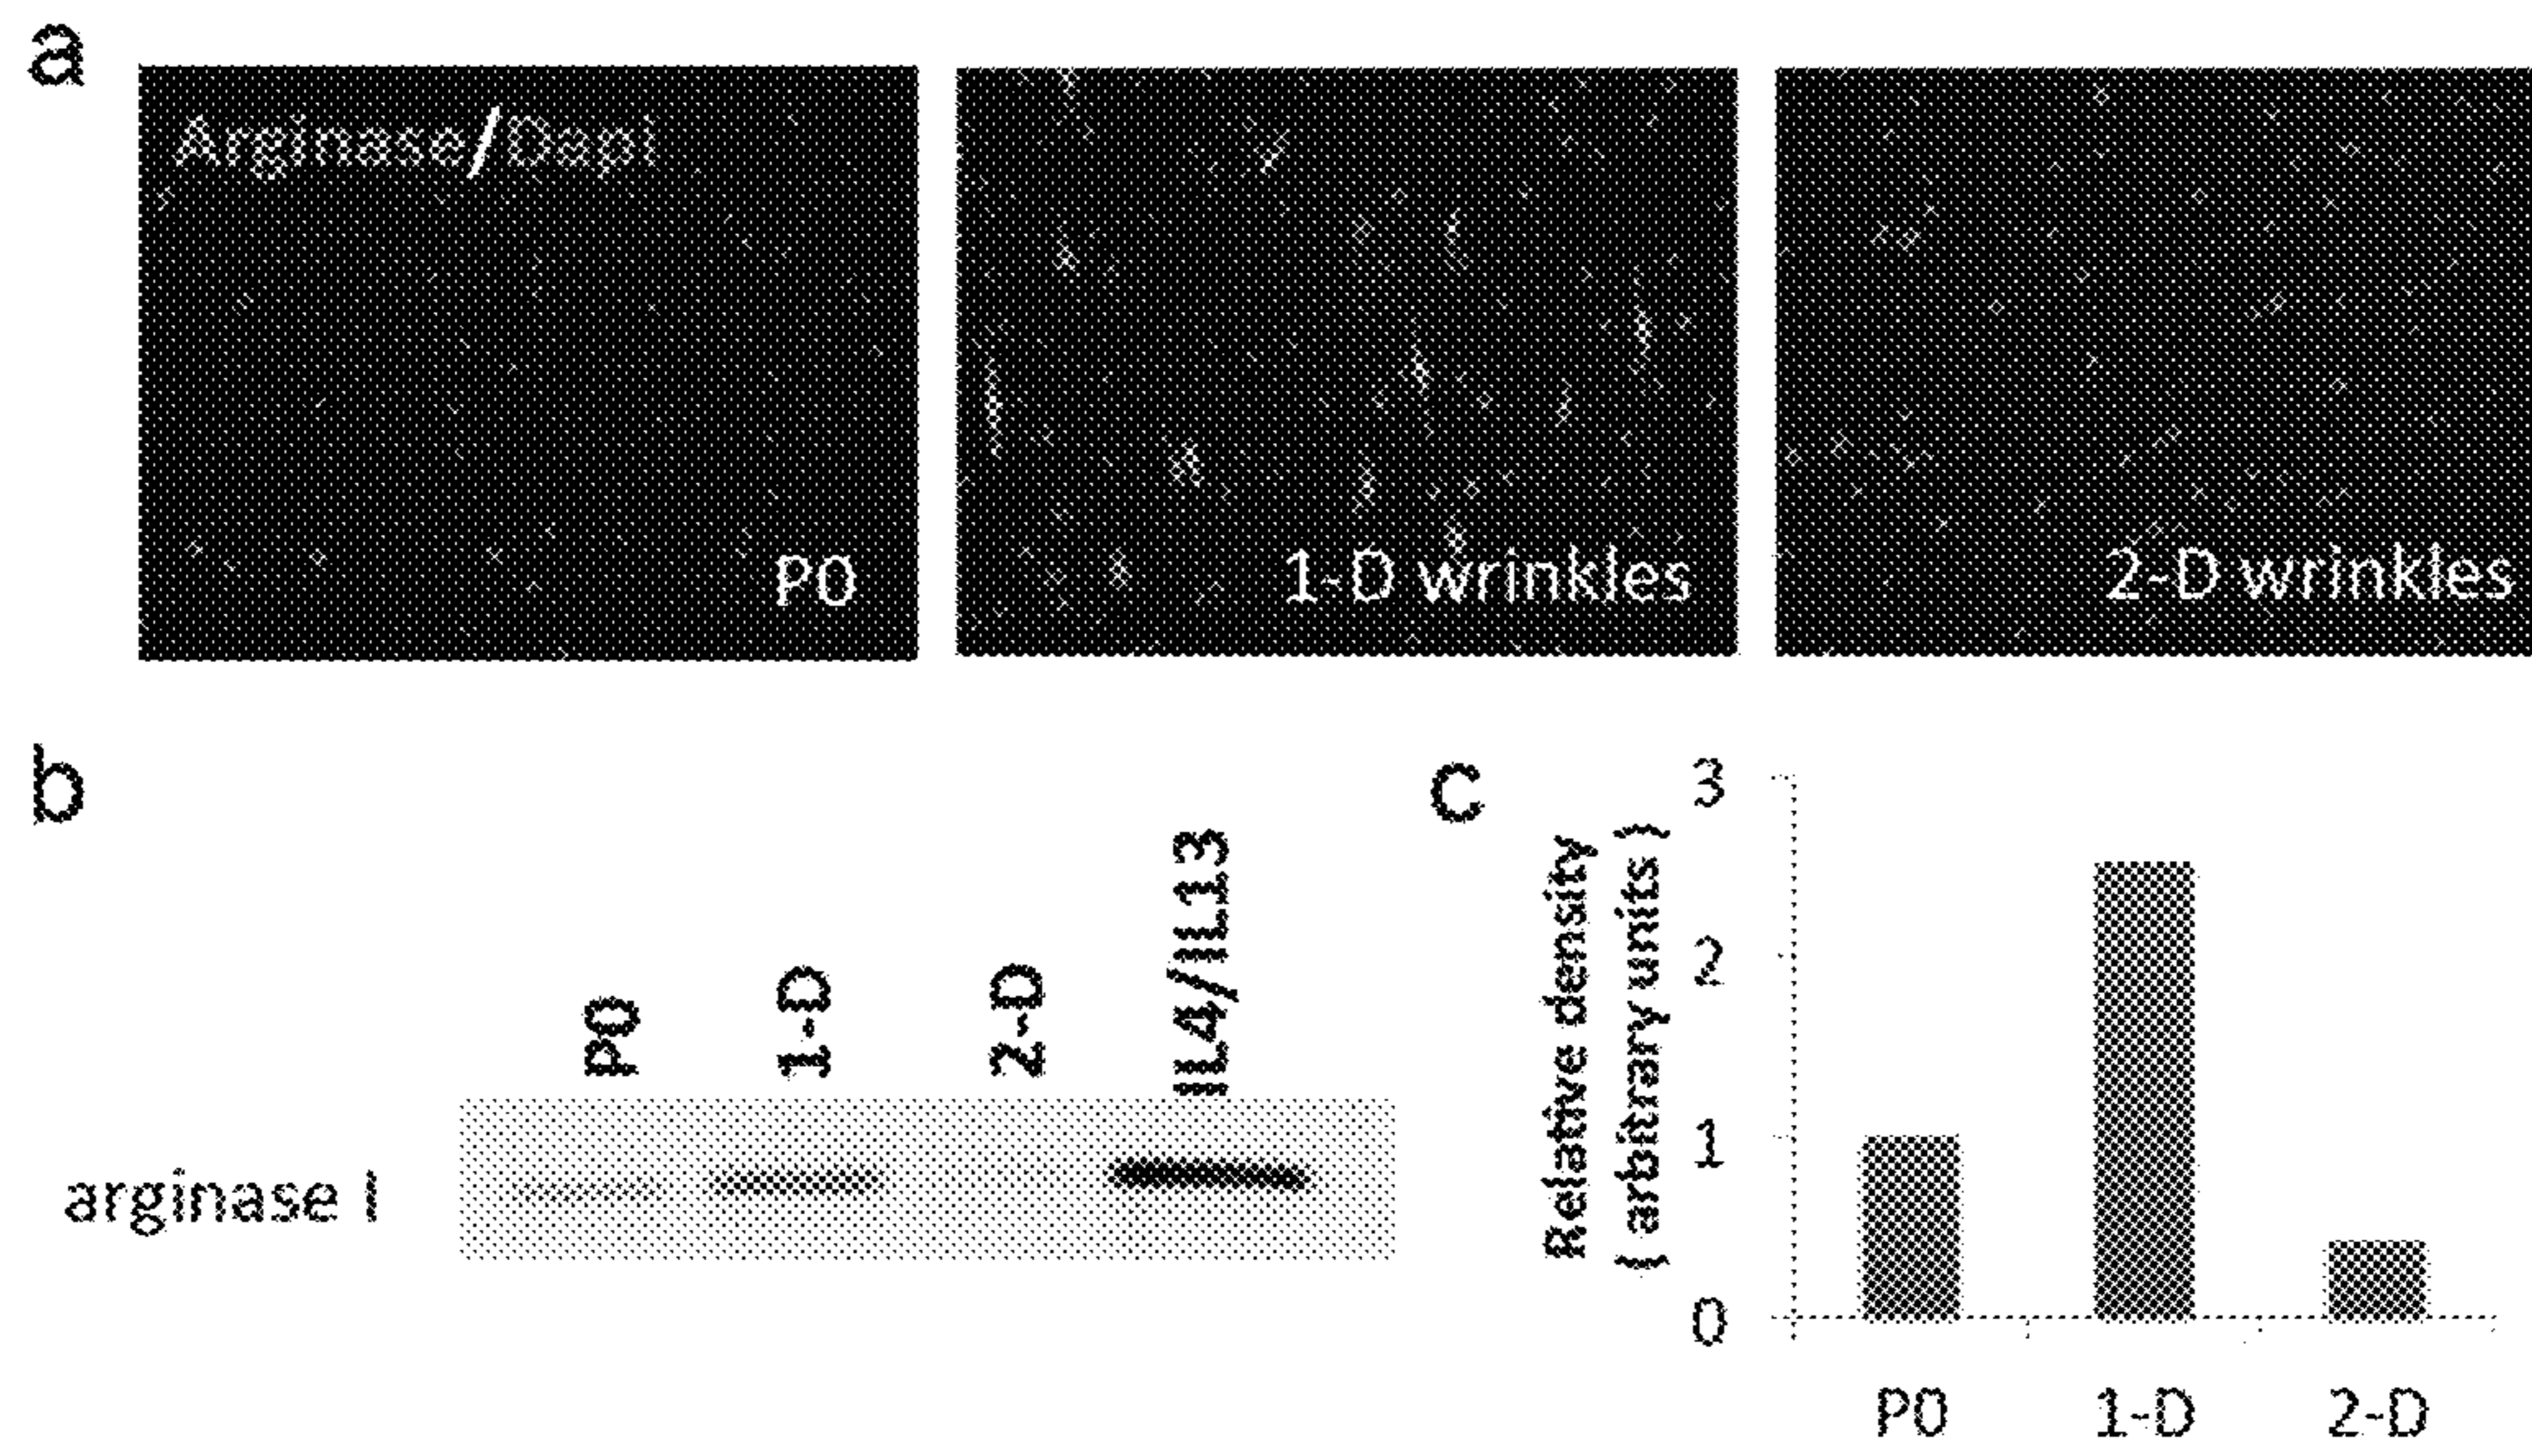 a
Arginase/Dapi
P0
1-D wrinkles
2-D wrinkles
b
P0
1-D
2-D
IL4/IL13
arginase I
c
Relative density
( arbitrary units )
3
2
1
0
P0
1-D
2-D